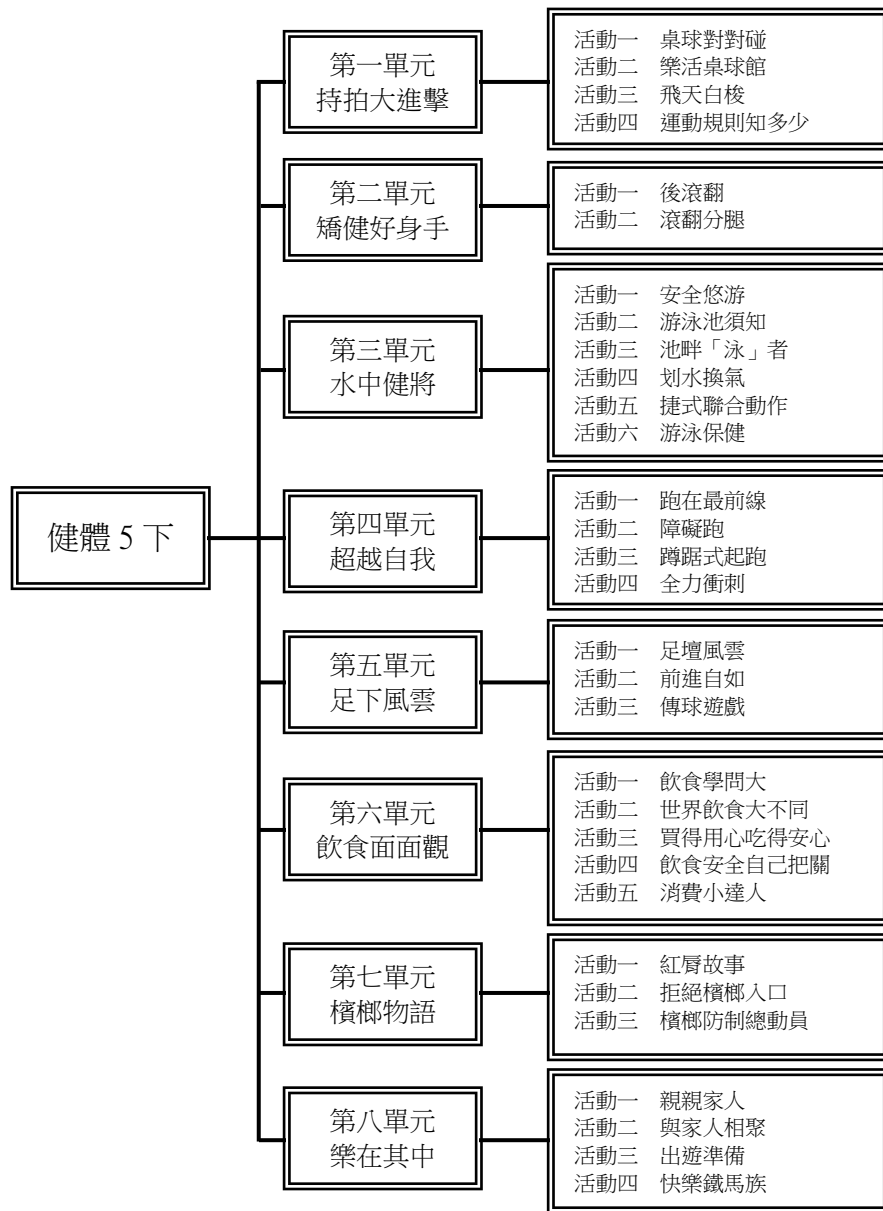 健體 5 下
第一單元
持拍大進擊
活動一　桌球對對碰
活動二　樂活桌球館
活動三　飛天白梭
活動四　運動規則知多少
第二單元
矯健好身手
活動一　後滾翻
活動二　滾翻分腿
第三單元
水中健將
活動一　安全悠游
活動二　游泳池須知
活動三　池畔「泳」者
活動四　划水換氣
活動五　捷式聯合動作
活動六　游泳保健
第四單元
超越自我
活動一　跑在最前線
活動二　障礙跑
活動三　蹲踞式起跑
活動四　全力衝刺
第五單元
足下風雲
活動一　足壇風雲
活動二　前進自如
活動三　傳球遊戲
第六單元
飲食面面觀
活動一　飲食學問大
活動二　世界飲食大不同
活動三　買得用心吃得安心
活動四　飲食安全自己把關
活動五　消費小達人
第七單元
檳榔物語
活動一　紅脣故事
活動二　拒絕檳榔入口
活動三　檳榔防制總動員
第八單元
樂在其中
活動一　親親家人
活動二　與家人相聚
活動三　出遊準備
活動四　快樂鐵馬族